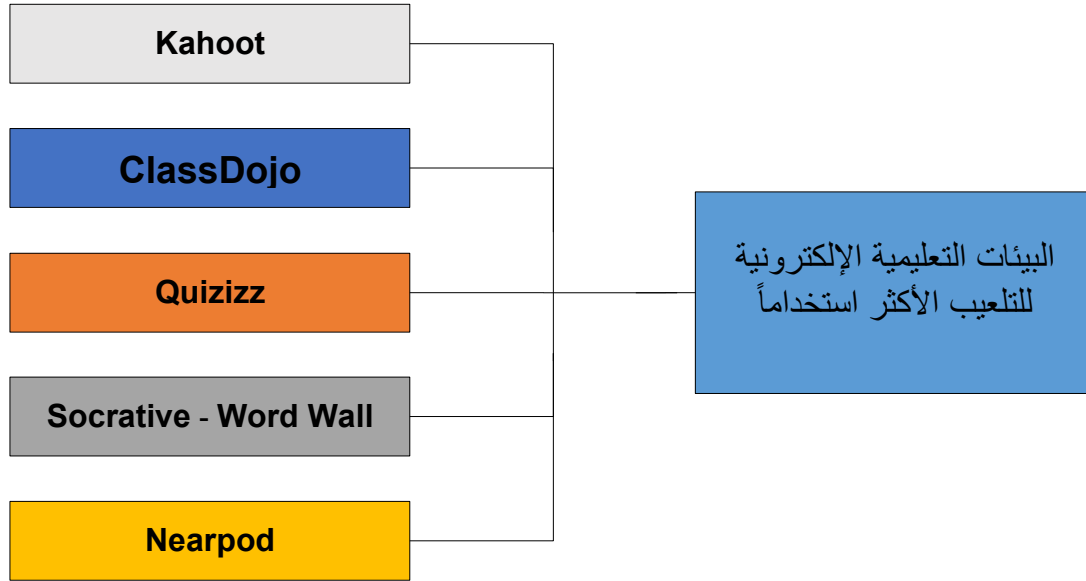 Kahoot
ClassDojo
Quizizz
Socrative - Word Wall
Nearpod
البيئات التعليمية الإلكترونية
للتلعيب الأكثر استخداماً